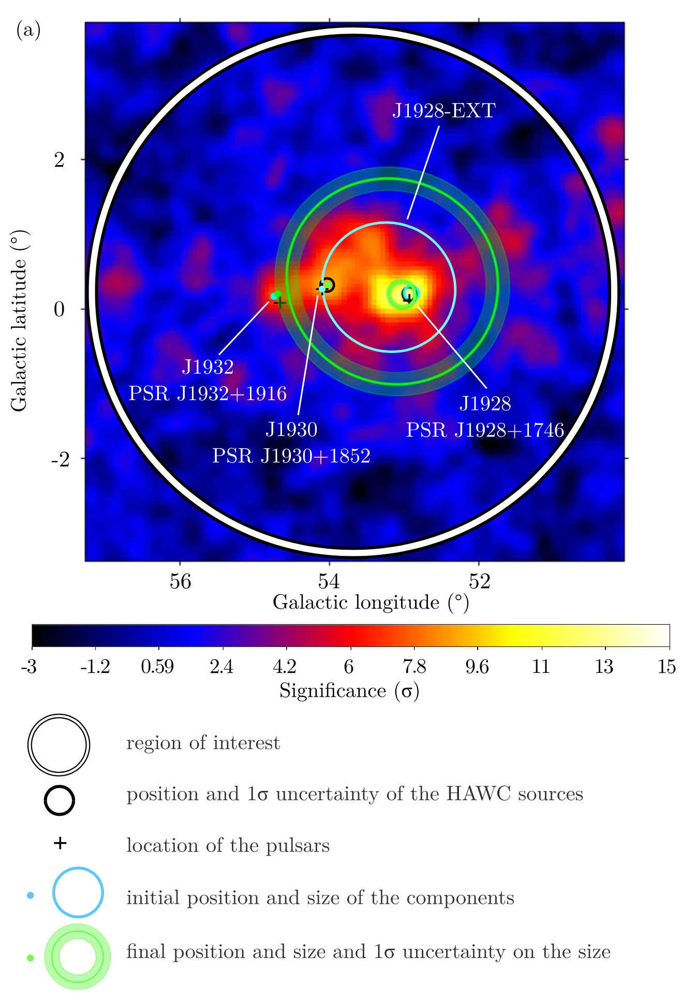 (a)
J1928-EXT
2
Galactic latitude (°)
0
J1932
PSR J1932+1916
J1928
PSR J1928+1746
J1930
PSR J1930+1852
-2
56 54 52
Galactic longitude (°)
-3 -1.2 0.59 2.4 4.2 6 7.8 9.6 11 13 15
Significance (σ)
region of interest
position and 1σ uncertainty of the HAWC sources
location of the pulsars
initial position and size of the components
final position and size and 1σ uncertainty on the size